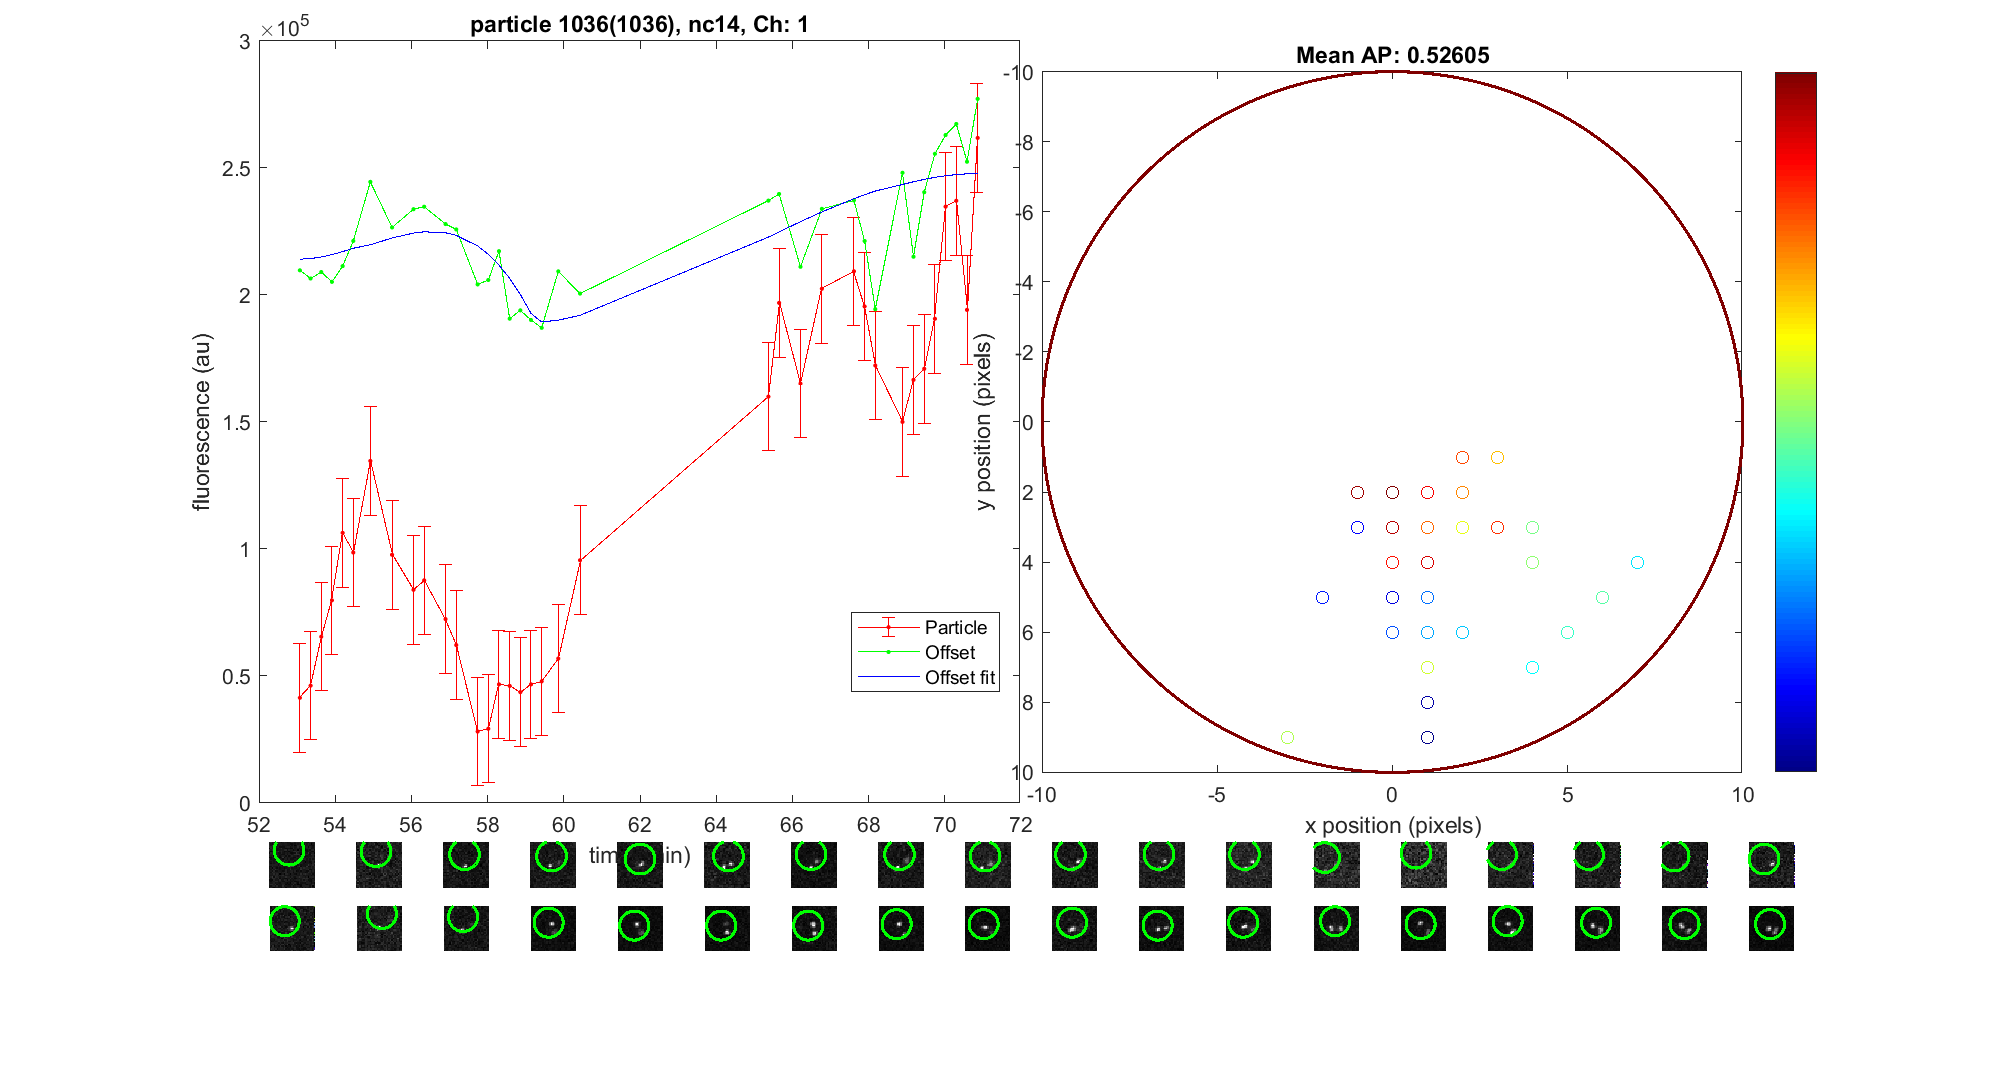 particle 1036(1036), nc14, Ch: 1
×10^5
3
2.5
2
1.5
1
0.5
0
fluorescence (au)
52 54 56 58 60 62 64 66 68 70 72
Particle
Offset
Offset fit
Mean AP: 0.52605
-10
-8
-6
-4
-2
0
2
4
6
8
10
y position (pixels)
-10 -5 0 5 10
x position (pixels)